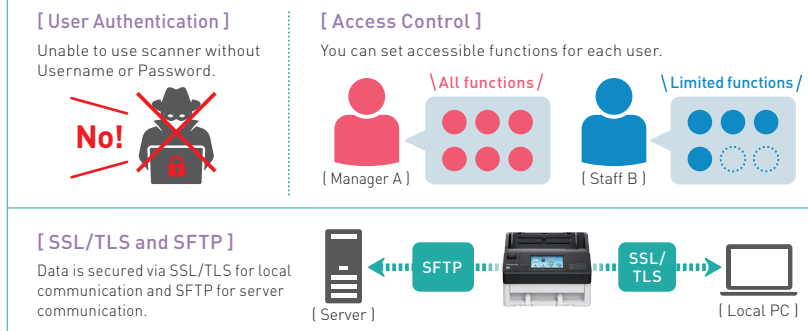 [ User Authentication ]
Unable to use scanner without
Username or Password.
No!
[ Access Control ]
You can set accessible functions for each user.
\ All functions /
( Manager A )
\ Limited functions /
( Staff B )
[ SSL/TLS and SFTP ]
Data is secured via SSL/TLS for local
communication and SFTP for server
communication.
( Server )
SFTP
SSL/
TLS
( Local PC )